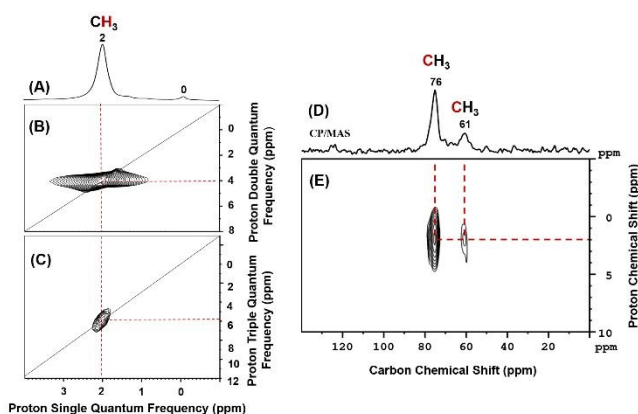 CH3
2
0
(A)
(B)
0
2
4
6
8
Proton Double Quantum
Frequency (ppm)
(C)
0
2
4
6
8
10
12
Proton Triple Quantum
Frequency (ppm)
3
2
1
0
Proton Single Quantum Frequency (ppm)
CH3
76
CH3
61
(D)
CP/MAS
ppm
(E)
0
5
10
ppm
120
100
80
60
40
20
0
ppm
Carbon Chemical Shift (ppm)
Proton Chemical Shift (ppm)